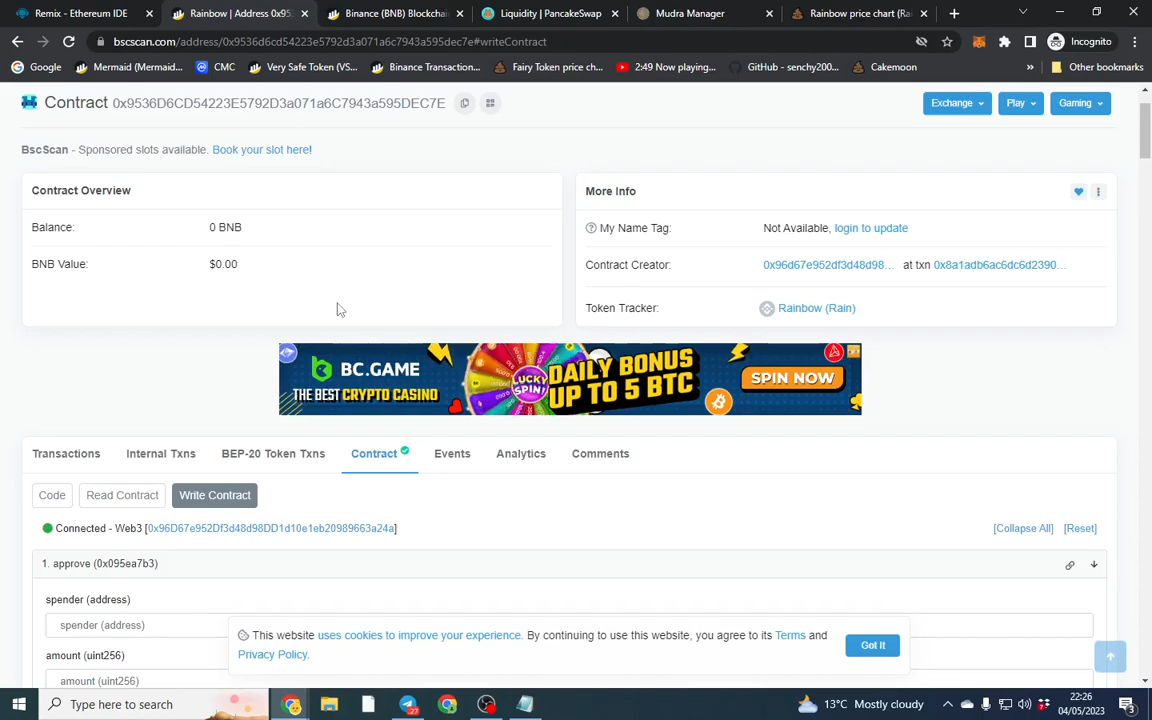 Remix - Ethereum IDE
Rainbow | Address 0x95
Binance (BNB) Blockchai
Liquidity | PancakeSwap
Mudra Manager
Rainbow price chart (Ra
bscscan.com/address/0x9536d6cd54223e5792d3a071a6c7943a595dec7e#writeContract
Incognito
Google
Mermaid (Mermaid...
CMC
Very Safe Token (VS...
Binance Transaction...
Fairy Token price ch...
2:49 Now playing...
GitHub - senchy200...
Cakemoon
»
Other bookmarks
Contract 0x9536D6CD54223E5792D3a071a6C7943a595DEC7E
Exchange
Play
Gaming
BscScan - Sponsored slots available. Book your slot here!
Contract Overview
Balance: 0 BNB
BNB Value: $0.00
More Info
My Name Tag: Not Available, login to update
Contract Creator: 0x96d67e952df3d48d98... at txn 0x8a1adb6ac6dc6d2390...
Token Tracker: Rainbow (Rain)
BC.GAME
THE BEST CRYPTO CASINO
LUCKY
SPIN!
DAILY BONUS
UP TO 5 BTC
SPIN NOW
Transactions
Internal Txns
BEP-20 Token Txns
Contract
Events
Analytics
Comments
Code
Read Contract
Write Contract
Connected - Web3 [0x96D67e952Df3d48d98DD1d10e1eb20989663a24a]
[Collapse All]
[Reset]
1. approve (0x095ea7b3)
spender (address)
spender (address)
amount (uint256)
amount (uint256)
This website uses cookies to improve your experience. By continuing to use this website, you agree to its Terms and
Privacy Policy.
Got It
Type here to search
27
13°C Mostly cloudy
22:26
04/05/2023
3